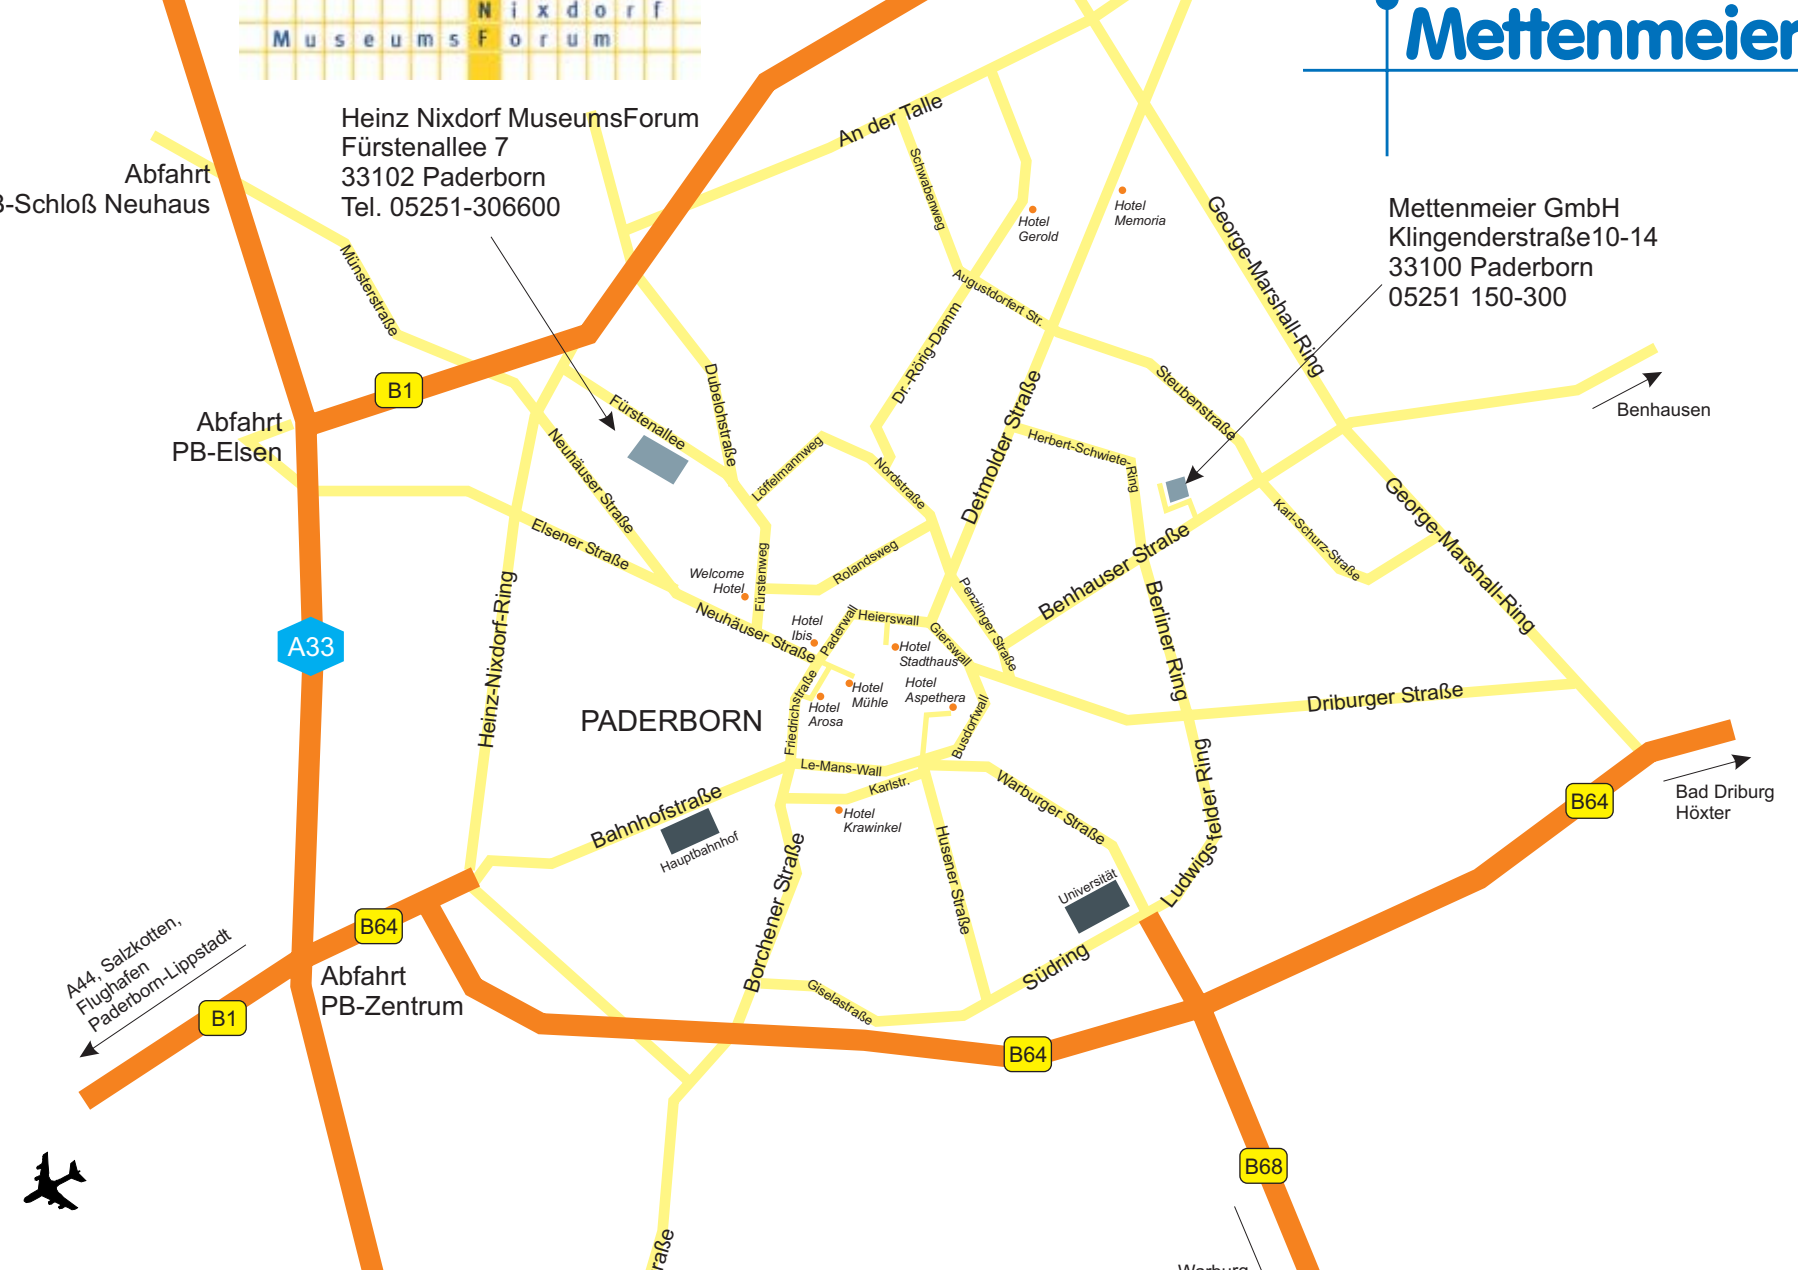 Nixdorf
MuseumsForum
Mettenmeier
Heinz Nixdorf MuseumsForum
Fürstenallee 7
33102 Paderborn
Tel. 05251-306600
Abfahrt
B-Schloß Neuhaus
An der Talle
Schwabenweg
Hotel
Gerold
Hotel
Memoria
George-Marshall-Ring
Mettenmeier GmbH
Klingenderstraße10-14
33100 Paderborn
05251 150-300
Münsterstraße
Augustdorfert Str.
Dr.-Rörig-Damm
B1
Dubelohstraße
Steubenstraße
Benhausen
Abfahrt
PB-Elsen
Fürstenallee
Neuhäuser Straße
Löffelmannweg
Nordstraße
Detmolder Straße
Herbert-Schwiete-Ring
George-Marshall-Ring
Karl-Schurz-Straße
Elsener Straße
Benhauser Straße
Rolandsweg
Welcome
Hotel
Fürstenweg
Heinz-Nixdorf-Ring
Neuhäuser Straße
Hotel
Ibis
Paderwall
Heierswall
Gierswall
Penzlinger Straße
Berliner Ring
A33
Hotel
Stadthaus
Hotel
Mühle
Hotel
Aspethera
Hotel
Arosa
Friedrichstraße
Busdorfwall
PADERBORN
Driburger Straße
Le-Mans-Wall
Karlstr.
Warburger Straße
Ludwigsfelder Ring
Bahnhofstraße
Hauptbahnhof
Hotel
Krawinkel
B64
Bad Driburg
Höxter
Borchener Straße
Husener Straße
Universität
B64
A44, Salzkotten,
Flughafen
Paderborn-Lippstadt
Abfahrt
PB-Zentrum
B1
Giselastraße
Südring
B64
B68
raße
Warburg